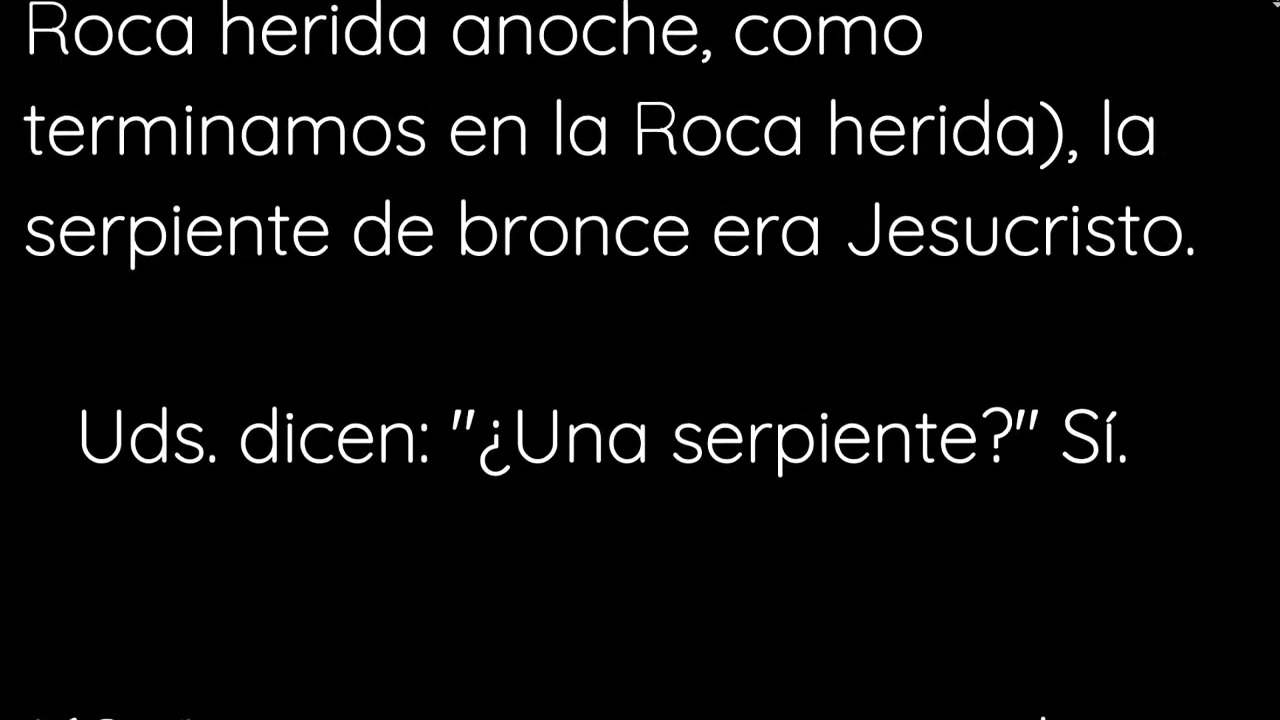 Roca herida anoche, como
terminamos en la Roca herida), la
serpiente de bronce era Jesucristo.
Uds. dicen: "¿Una serpiente?" Sí.